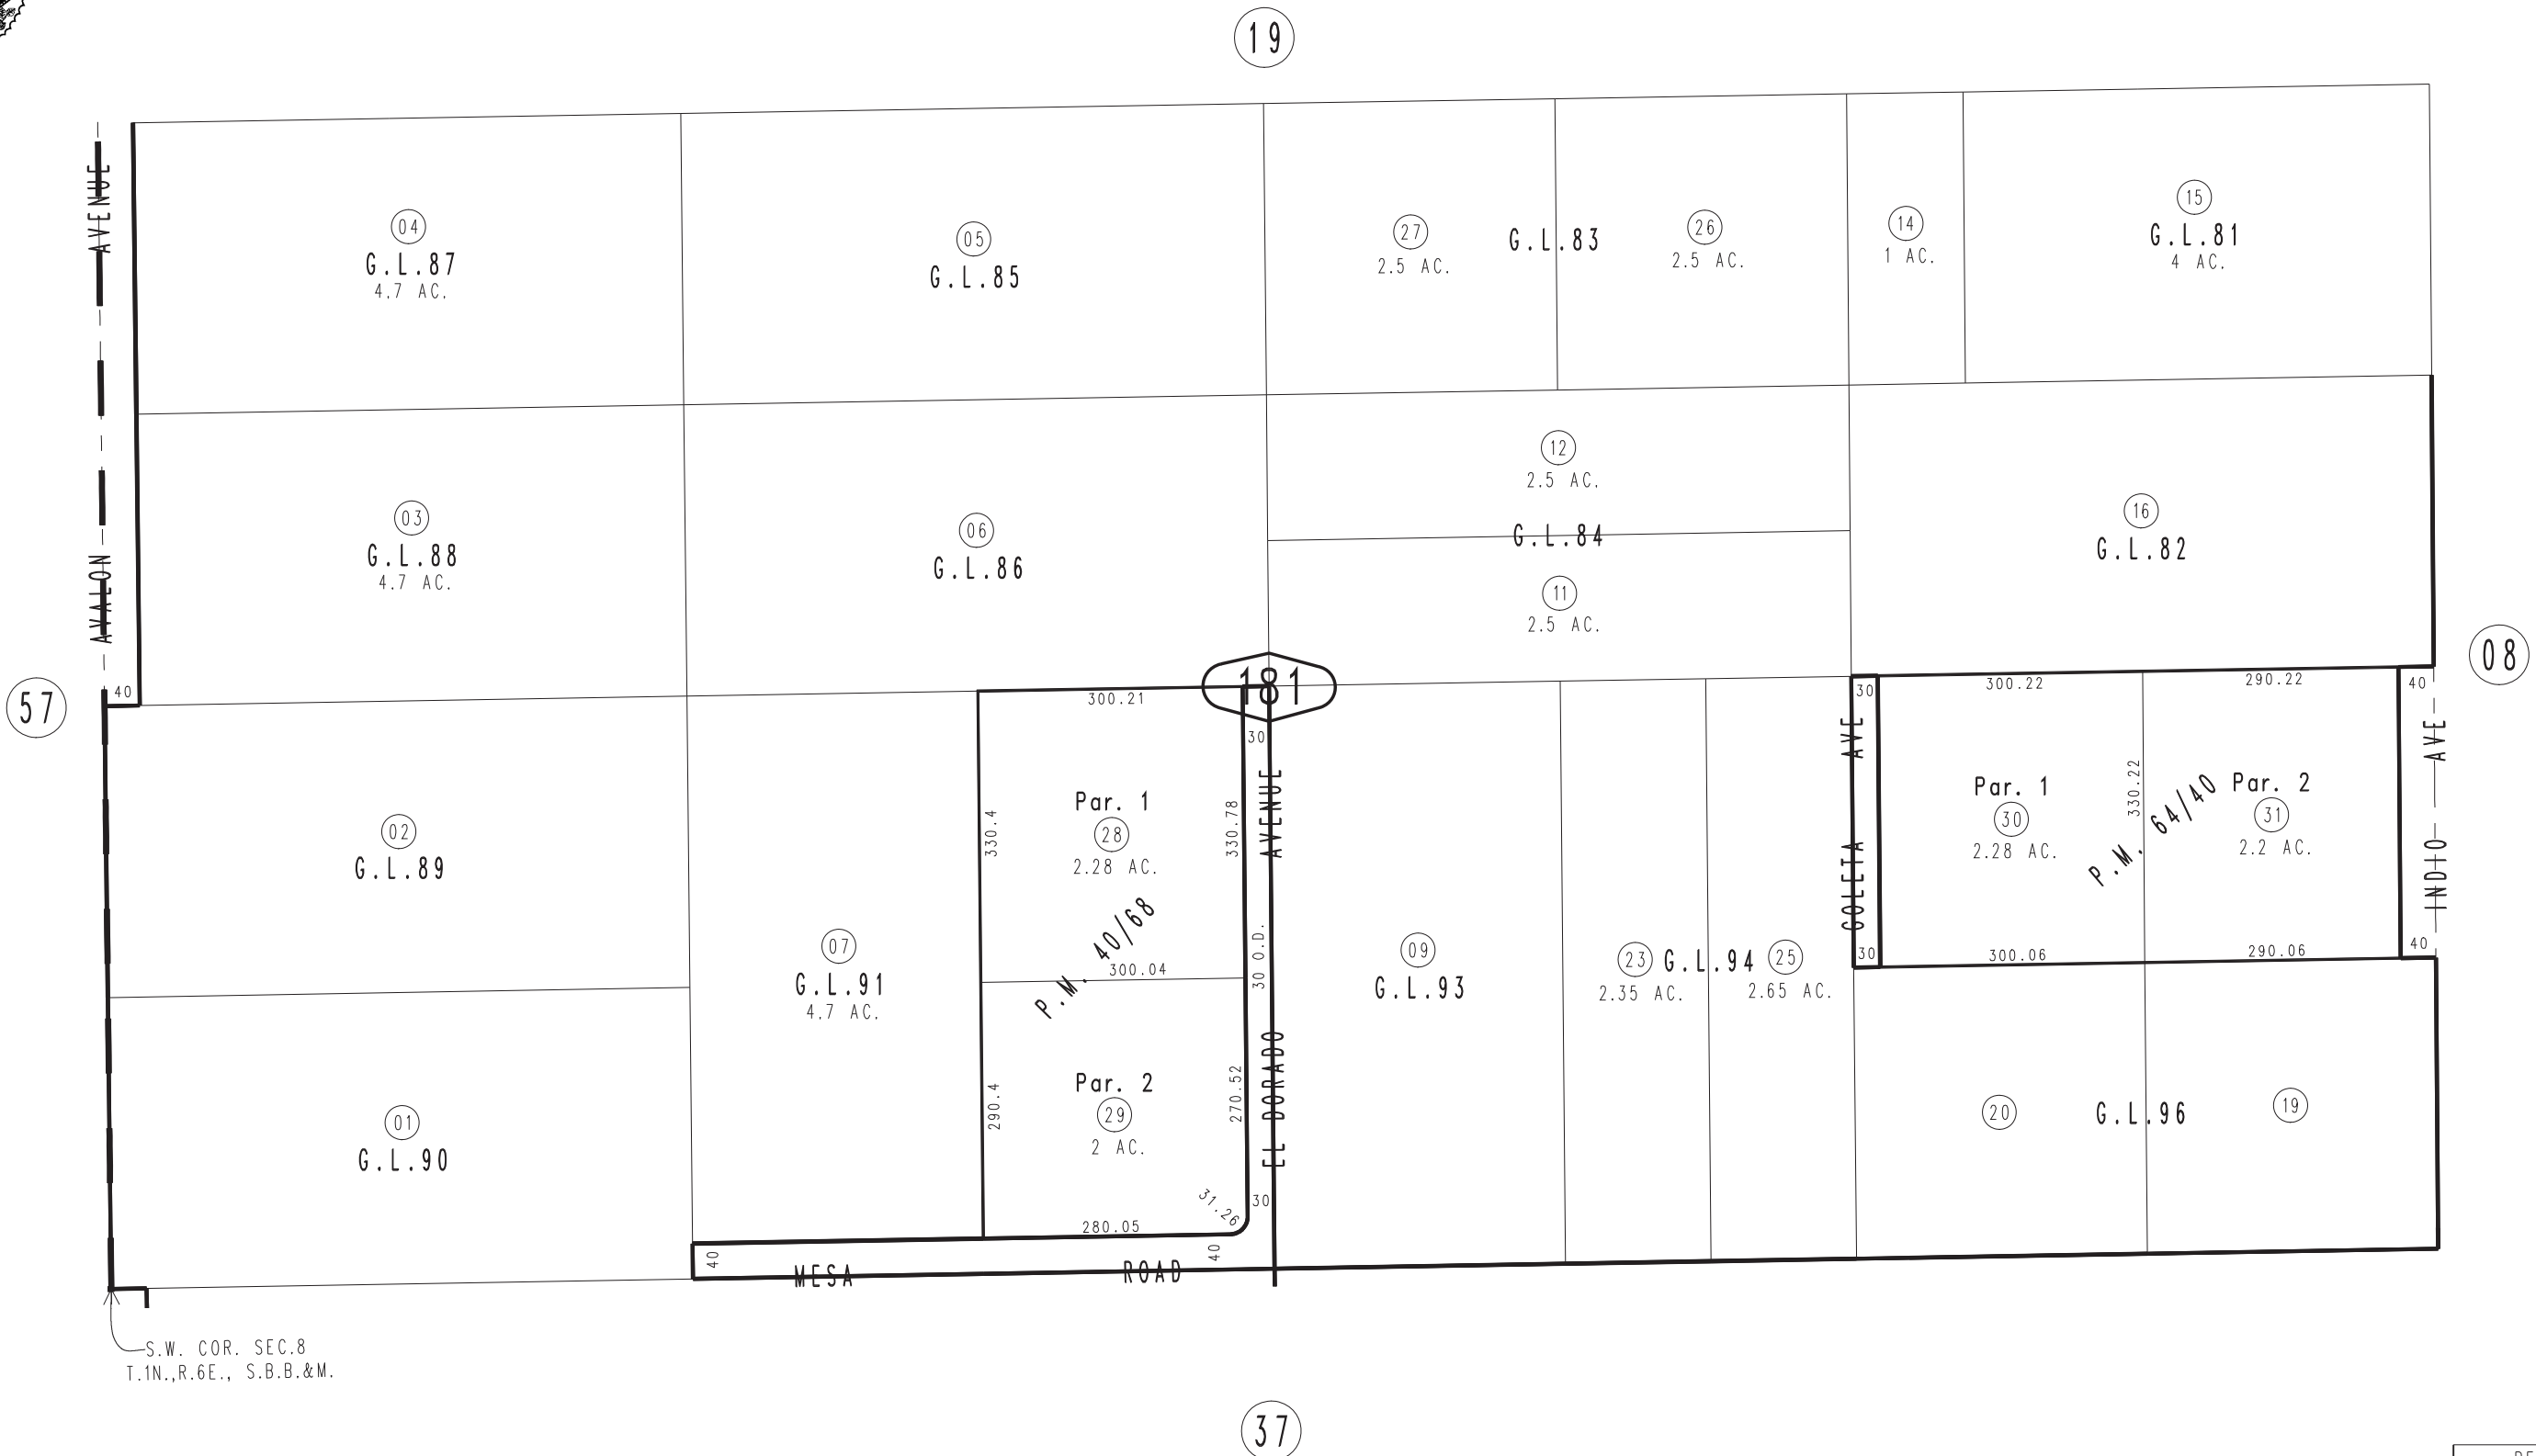 19
AVENUE
AVALON
04
G.L.87
4.7 AC.
05
G.L.85
27
2.5 AC.
G.L.83
26
2.5 AC.
14
1 AC.
15
G.L.81
4 AC.
03
G.L.88
4.7 AC.
06
G.L.86
12
2.5 AC.
G.L.84
11
2.5 AC.
16
G.L.82
57
40
181
08
02
G.L.89
01
G.L.90
07
G.L.91
4.7 AC.
300.21
30
330.4
Par. 1
28
2.28 AC.
330.78
P.M. 40/68
300.04
30 O.D.
290.4
Par. 2
29
2 AC.
270.52
31.26
30
280.05
40
40
MESA ROAD
EL DORADO AVENUE
09
G.L.93
23
2.35 AC.
G.L.94
25
2.65 AC.
30
GOLETA AVE
30
300.22
290.22
40
Par. 1
30
2.28 AC.
330.22
P.M. 64/40
Par. 2
31
2.2 AC.
INDIO AVE
300.06
290.06
40
20
G.L.96
19
S.W. COR. SEC.8
T.1N.,R.6E., S.B.B.&M.
37